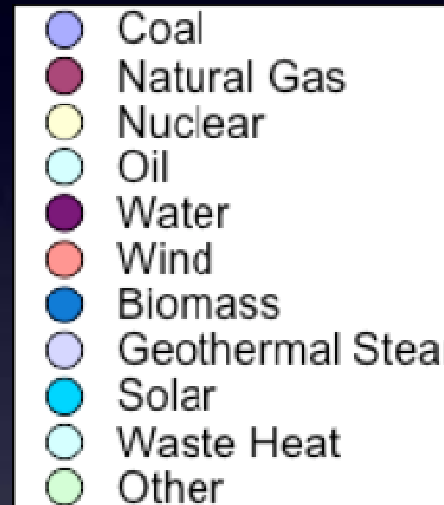 Coal
Natural Gas
Nuclear
Oil
Water
Wind
Biomass
Geothermal Stea
Solar
Waste Heat
Other